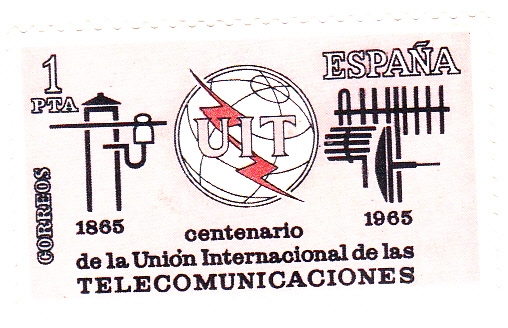 1
PTA
ESPAÑA
UIT
CORREOS
1865
1965
centenario
de la Unión Internacional de las
TELECOMUNICACIONES